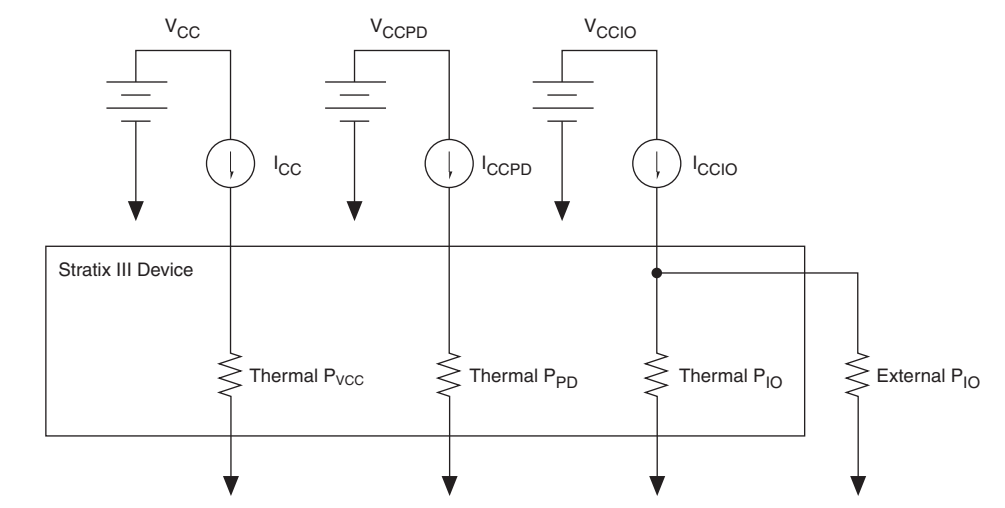 VCC
VCCPD
VCCIO
ICC
ICCPD
ICCIO
Stratix III Device
Thermal PVCC
Thermal PPD
Thermal PIO
External PIO